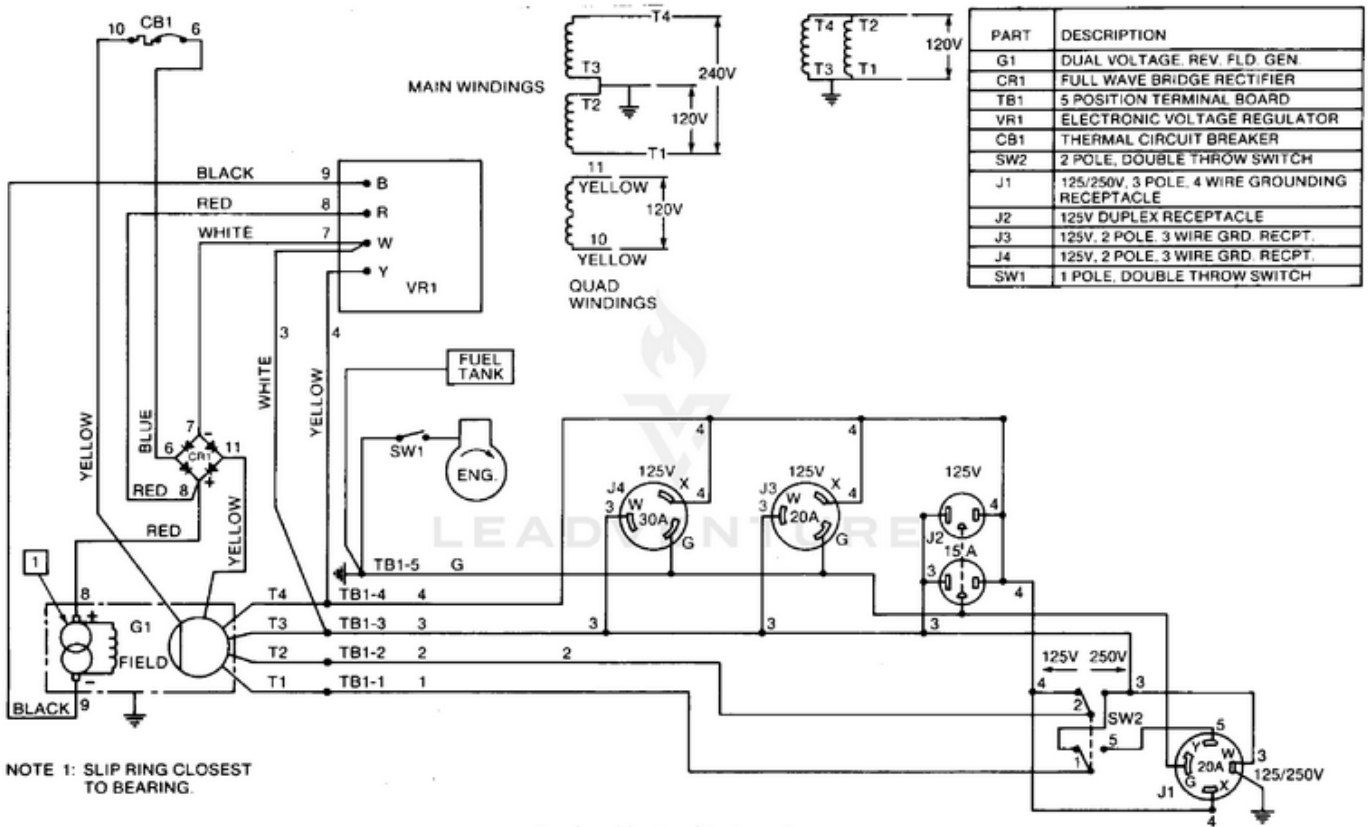 10 CB1 6
MAIN WINDINGS
T4
T3
T2
T1
240V
120V
11
YELLOW
120V
10
YELLOW
QUAD
WINDINGS
T4 T2
T3 T1
120V
PART DESCRIPTION
G1 DUAL VOLTAGE. REV. FLD. GEN.
CR1 FULL WAVE BRIDGE RECTIFIER
TB1 5 POSITION TERMINAL BOARD
VR1 ELECTRONIC VOLTAGE REGULATOR
CB1 THERMAL CIRCUIT BREAKER
SW2 2 POLE, DOUBLE THROW SWITCH
J1 125/250V, 3 POLE, 4 WIRE GROUNDING
RECEPTACLE
J2 125V DUPLEX RECEPTACLE
J3 125V, 2 POLE, 3 WIRE GRD. RECPT.
J4 125V, 2 POLE, 3 WIRE GRD. RECPT.
SW1 1 POLE, DOUBLE THROW SWITCH
BLACK 9 B
RED 8 R
WHITE 7 W
Y
VR1
3 4
WHITE
YELLOW
FUEL
TANK
SW1
ENG.
YELLOW
BLUE
7 -
6 CR1 11
RED 8 +
RED
YELLOW
1
8
+
G1
FIELD
-
BLACK 9
LEADVENTURE
TB1-5 G
T4 TB1-4 4
T3 TB1-3 3
T2 TB1-2 2 2
T1 TB1-1 1
4
125V
J4 W X 4
3 30A
G
3
4
125V
J3 W X 4
3 20A
G
3
125V
4
J2
15 A
3
4
3
125V 250V
4 2 3
SW2
5
1
5
Y W 3
20A
G X
J1
125/250V
4
NOTE 1: SLIP RING CLOSEST
TO BEARING.